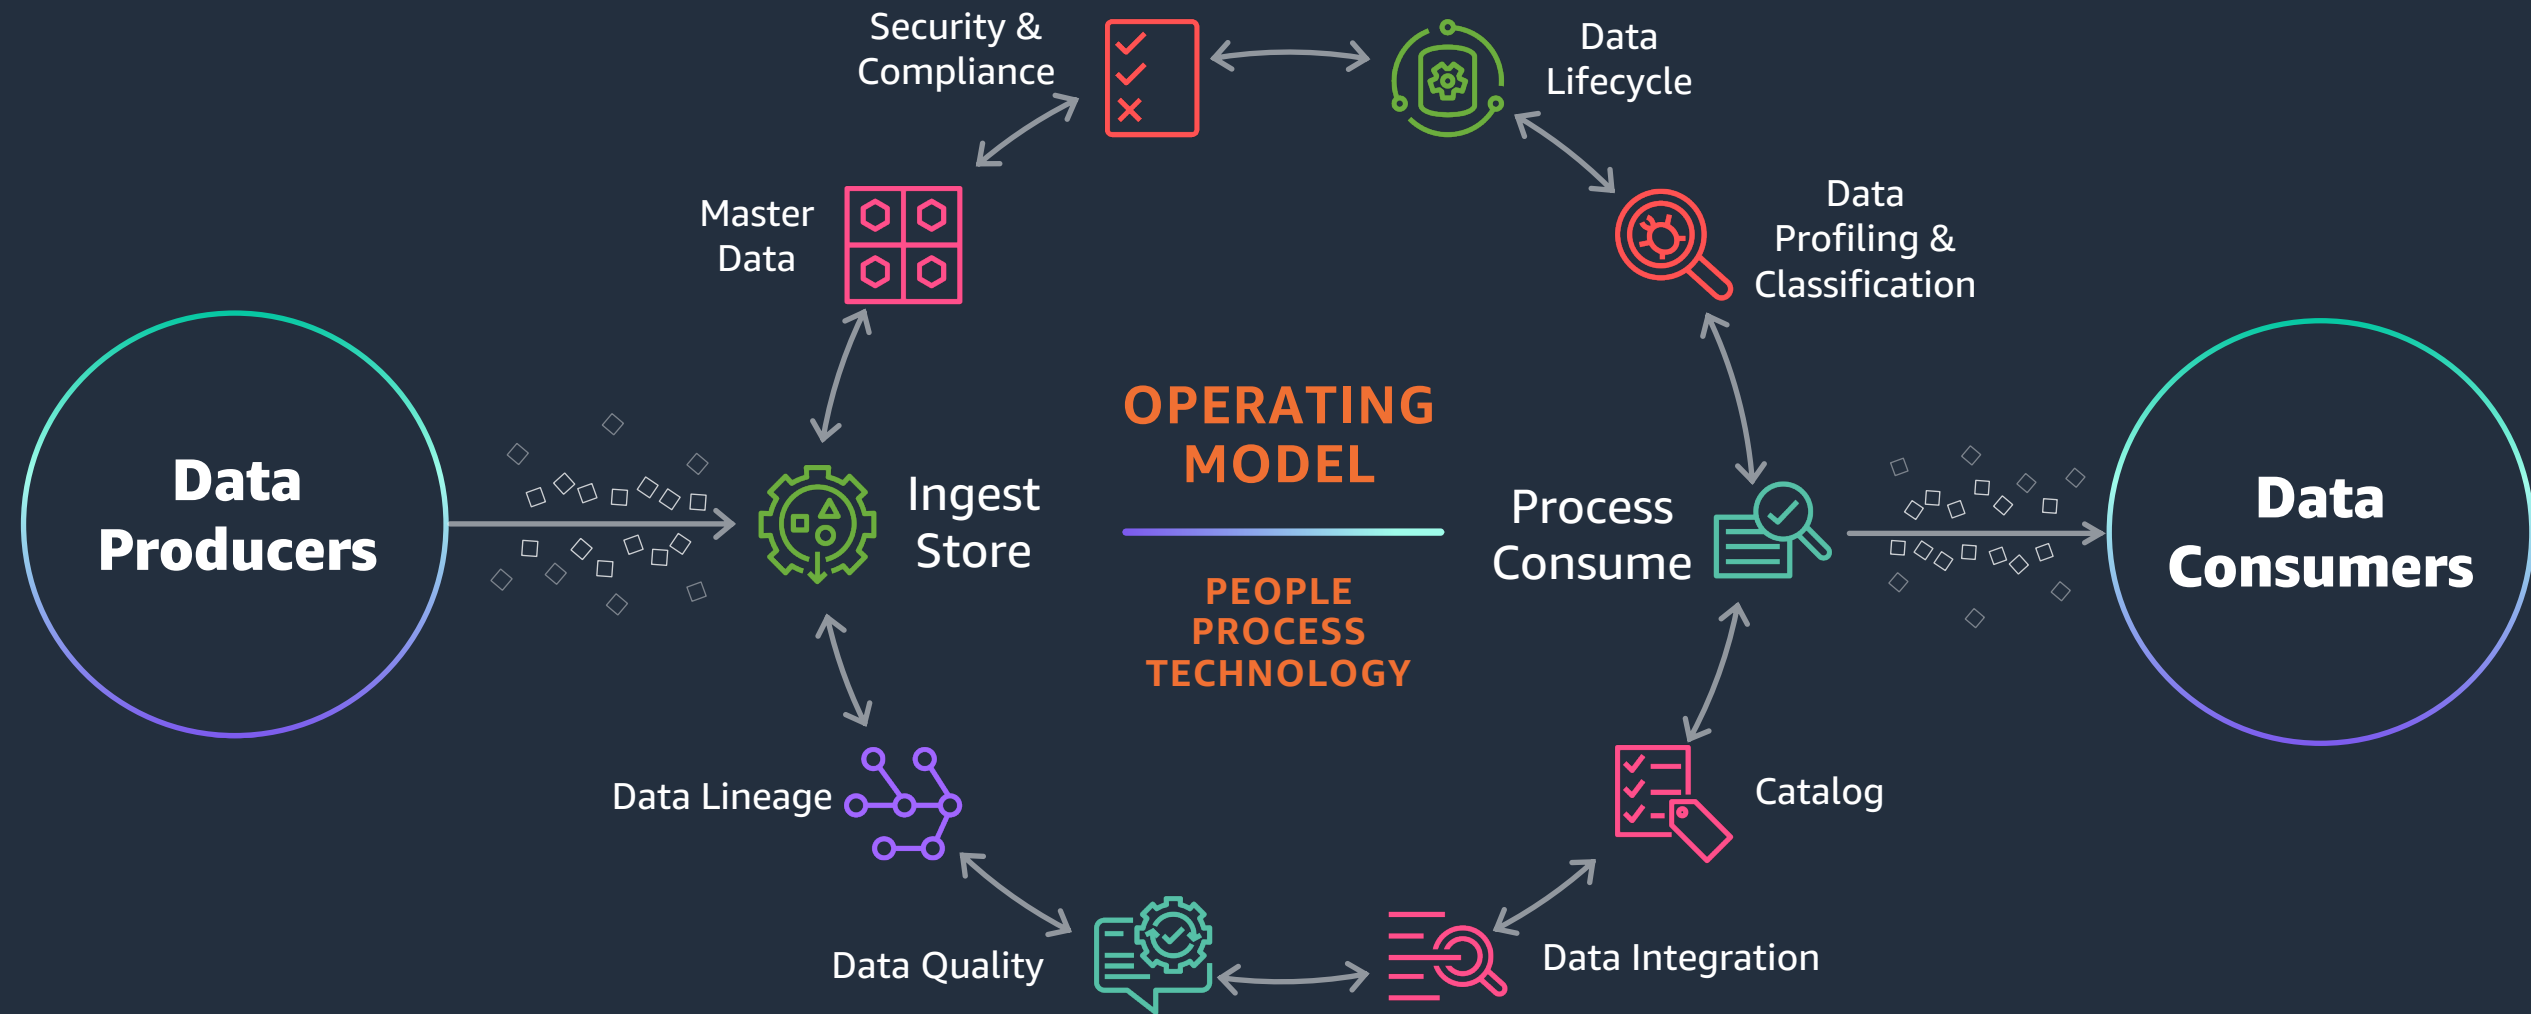 Security &
Compliance
Data
Lifecycle
Master
Data
Data
Profiling &
Classification
Data
Producers
Ingest
Store
OPERATING
MODEL
PEOPLE
PROCESS
TECHNOLOGY
Process
Consume
Data
Consumers
Data Lineage
Catalog
Data Quality
Data Integration